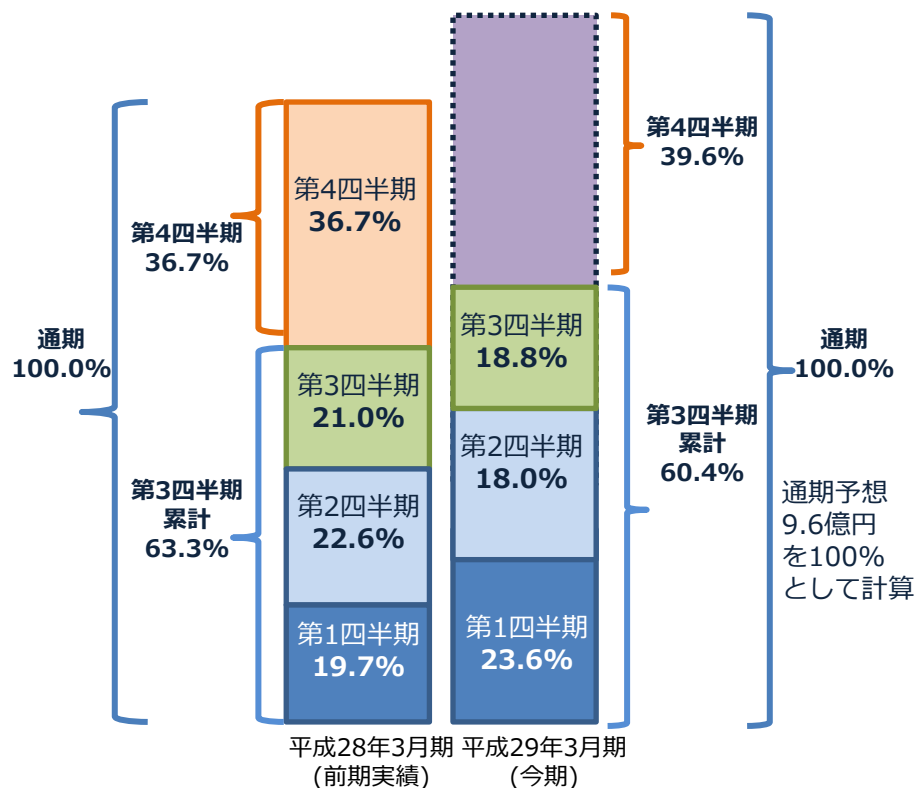 通期
100.0%
第4四半期
36.7%
第3四半期
累計
63.3%
第4四半期
36.7%
第3四半期
21.0%
第2四半期
22.6%
第1四半期
19.7%
平成28年3月期
(前期実績)
第3四半期
18.8%
第2四半期
18.0%
第1四半期
23.6%
平成29年3月期
(今期)
第4四半期
39.6%
第3四半期
累計
60.4%
通期
100.0%
通期予想
9.6億円
を100%
として計算